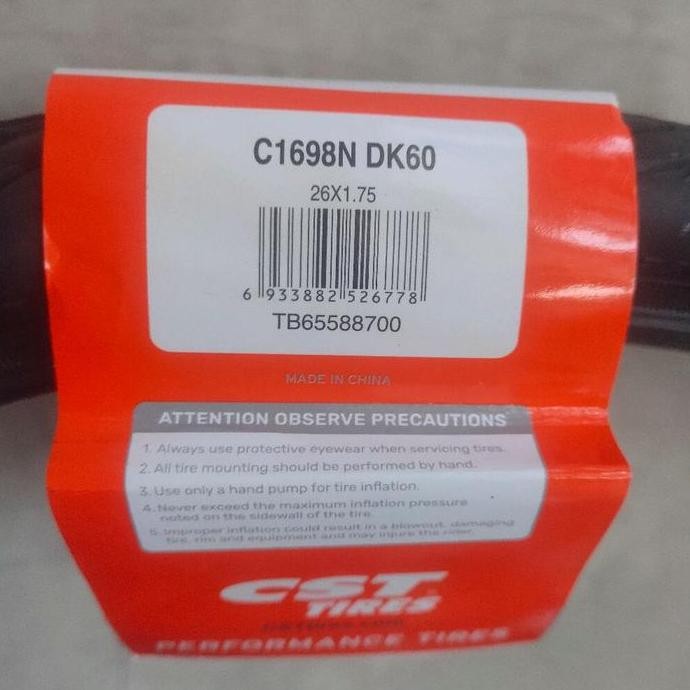 C1698N DK60
26X1.75
6 933882 526778
TB65588700
MADE IN CHINA
ATTENTION OBSERVE PRECAUTIONS
1. Always use protective eyewear when servicing tires.
2. All tire mounting should be performed by hand.
3. Use only a hand pump for tire inflation.
4. Never exceed the maximum inflation pressure
noted on the sidewall of the tire.
5. Improper inflation could result in a blowout, damaging
tire, rim and equipment and may injure the rider.
CST
TIRES
PERFORMANCE TIRES